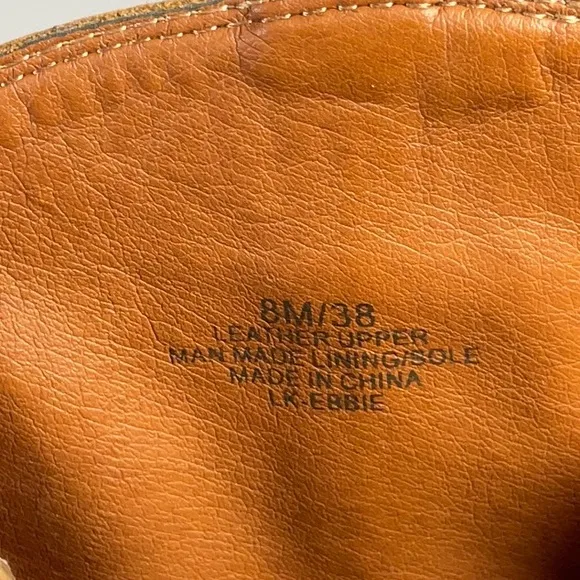 8M/38
LEATHER UPPER
MAN MADE LINING/SOLE
MADE IN CHINA
LK-EBBIE